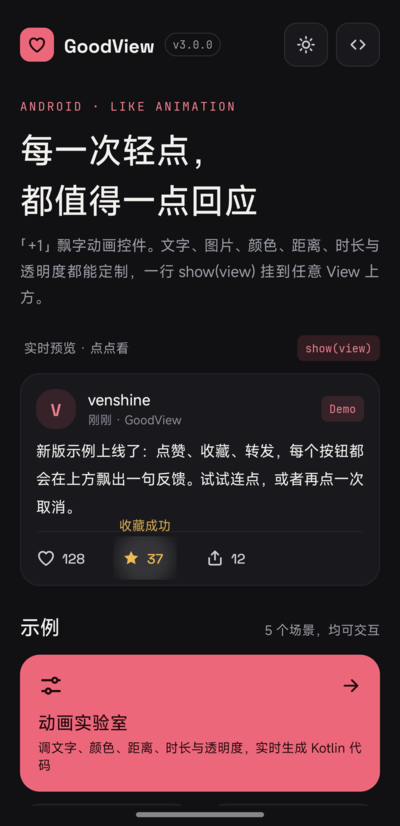 GoodView v3.0.0
ANDROID · LIKE ANIMATION
每一次轻点，
都值得一点回应
「+1」飘字动画控件。文字、图片、颜色、距离、时长与
透明度都能定制，一行 show(view) 挂到任意 View 上
方。
实时预览 · 点点看 show(view)
V venshine Demo
刚刚 · GoodView
新版示例上线了：点赞、收藏、转发，每个按钮都
会在上方飘出一句反馈。试试连点，或者再点一次
取消。
收藏成功
128 37 12
示例 5 个场景，均可交互
动画实验室
调文字、颜色、距离、时长与透明度，实时生成 Kotlin 代
码